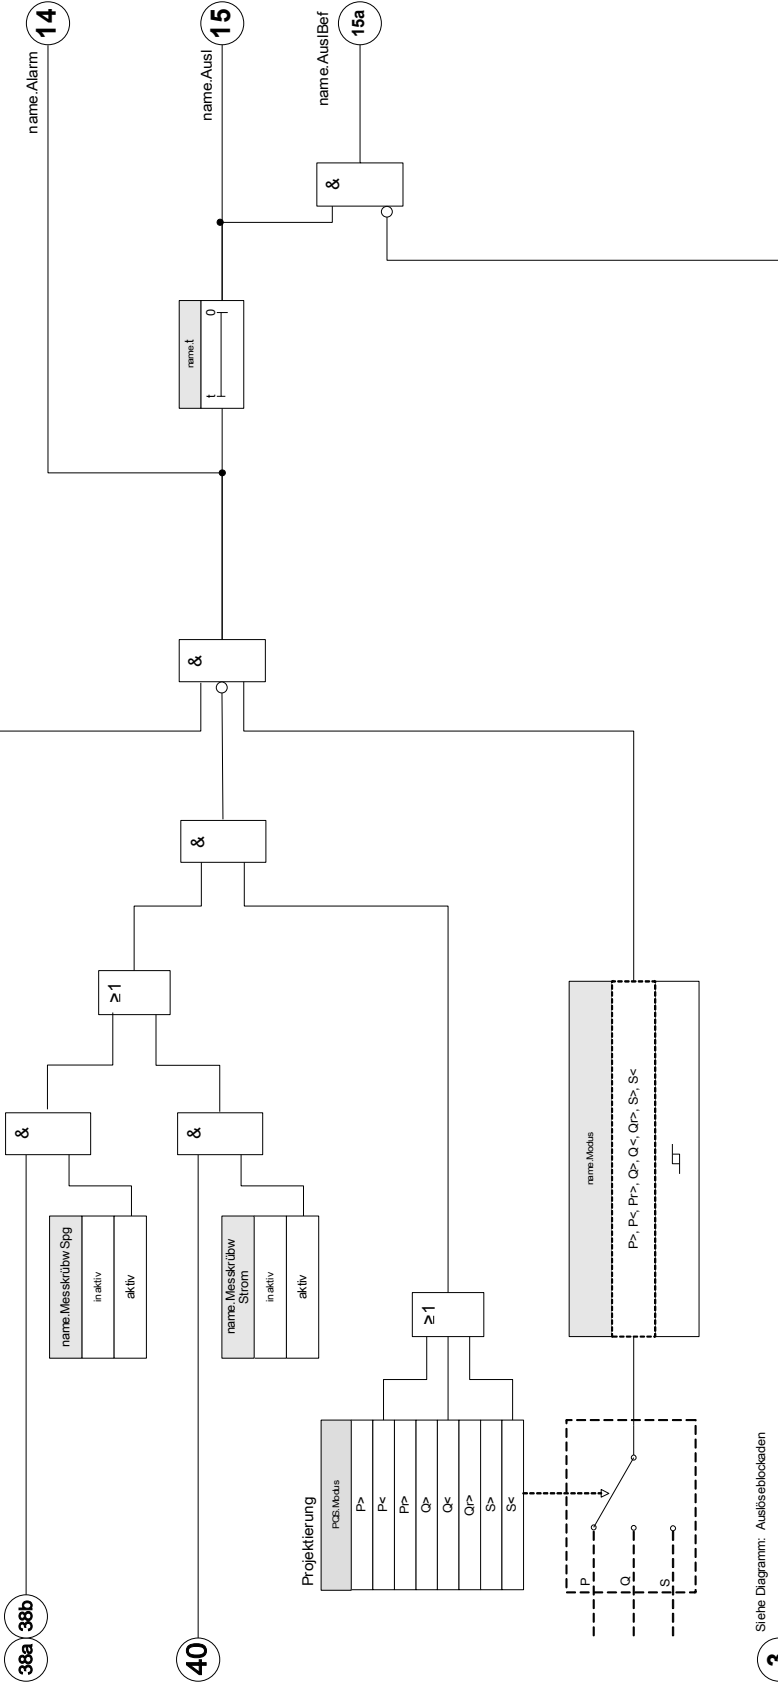 14
name.Alarm
15
name.Ausl
15a
name.AuslBef
&
name.t
t 0
&
&
≥1
&
&
38a 38b
name.Messkrübw Spg
inaktiv
aktiv
40
name.Messkrübw
Strom
inaktiv
aktiv
≥1
Projektierung
PQS.Modus
P>
P<
Pr>
Q>
Q<
Qr>
S>
S<
name.Modus
P>, P<, Pr>, Q>, Q<, Qr>, S>, S<
P
Q
S
3
Siehe Diagramm: Auslöseblockaden